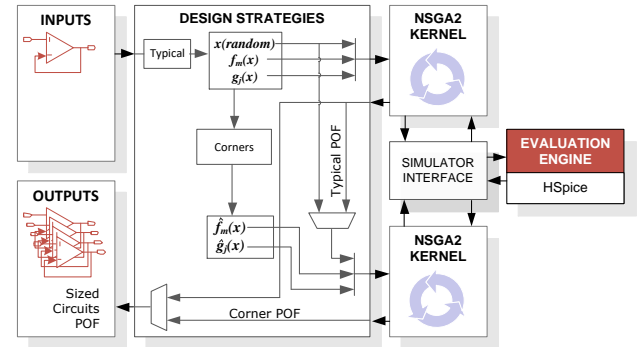 INPUTS
DESIGN STRATEGIES
Typical
x(random)
fₘ(x)
gⱼ(x)
NSGA2
KERNEL
Corners
Typical POF
SIMULATOR
INTERFACE
EVALUATION
ENGINE
HSpice
OUTPUTS
Sized
Circuits
POF
f̂ₘ(x)
ĝⱼ(x)
Corner POF
NSGA2
KERNEL